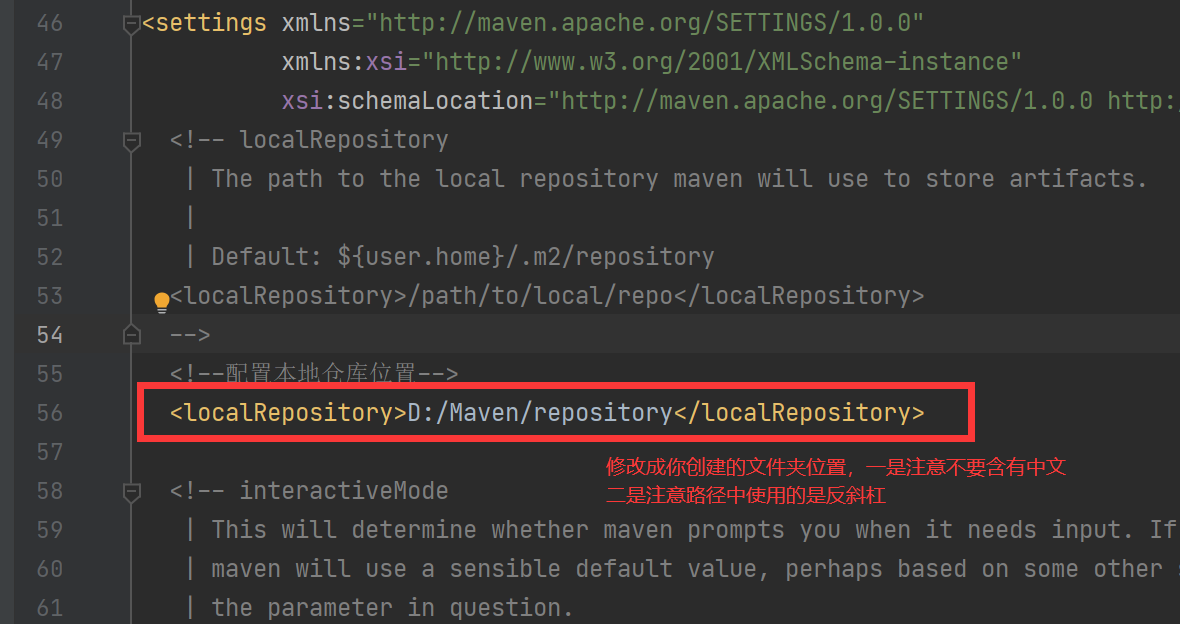 46 <settings xmlns="http://maven.apache.org/SETTINGS/1.0.0"
47 xmlns:xsi="http://www.w3.org/2001/XMLSchema-instance"
48 xsi:schemaLocation="http://maven.apache.org/SETTINGS/1.0.0 http:
49 <!-- localRepository
50 | The path to the local repository maven will use to store artifacts.
51 |
52 | Default: ${user.home}/.m2/repository
53 <localRepository>/path/to/local/repo</localRepository>
54 -->
55 <!--配置本地仓库位置-->
56 <localRepository>D:/Maven/repository</localRepository>
57
修改成你创建的文件夹位置，一是注意不要含有中文
58 <!-- interactiveMode
二是注意路径中使用的是反斜杠
59 | This will determine whether maven prompts you when it needs input. If
60 | maven will use a sensible default value, perhaps based on some other
61 | the parameter in question.